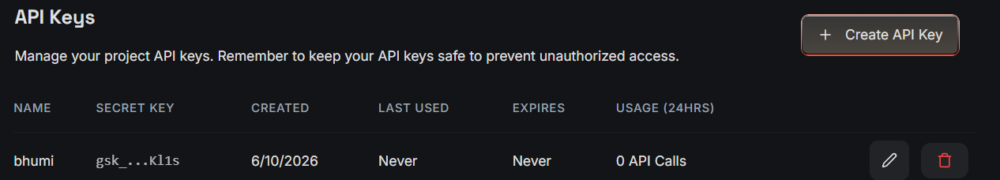 API Keys
+ Create API Key
Manage your project API keys. Remember to keep your API keys safe to prevent unauthorized access.
NAME SECRET KEY CREATED LAST USED EXPIRES USAGE (24HRS)
bhumi gsk_...Kl1s 6/10/2026 Never Never 0 API Calls